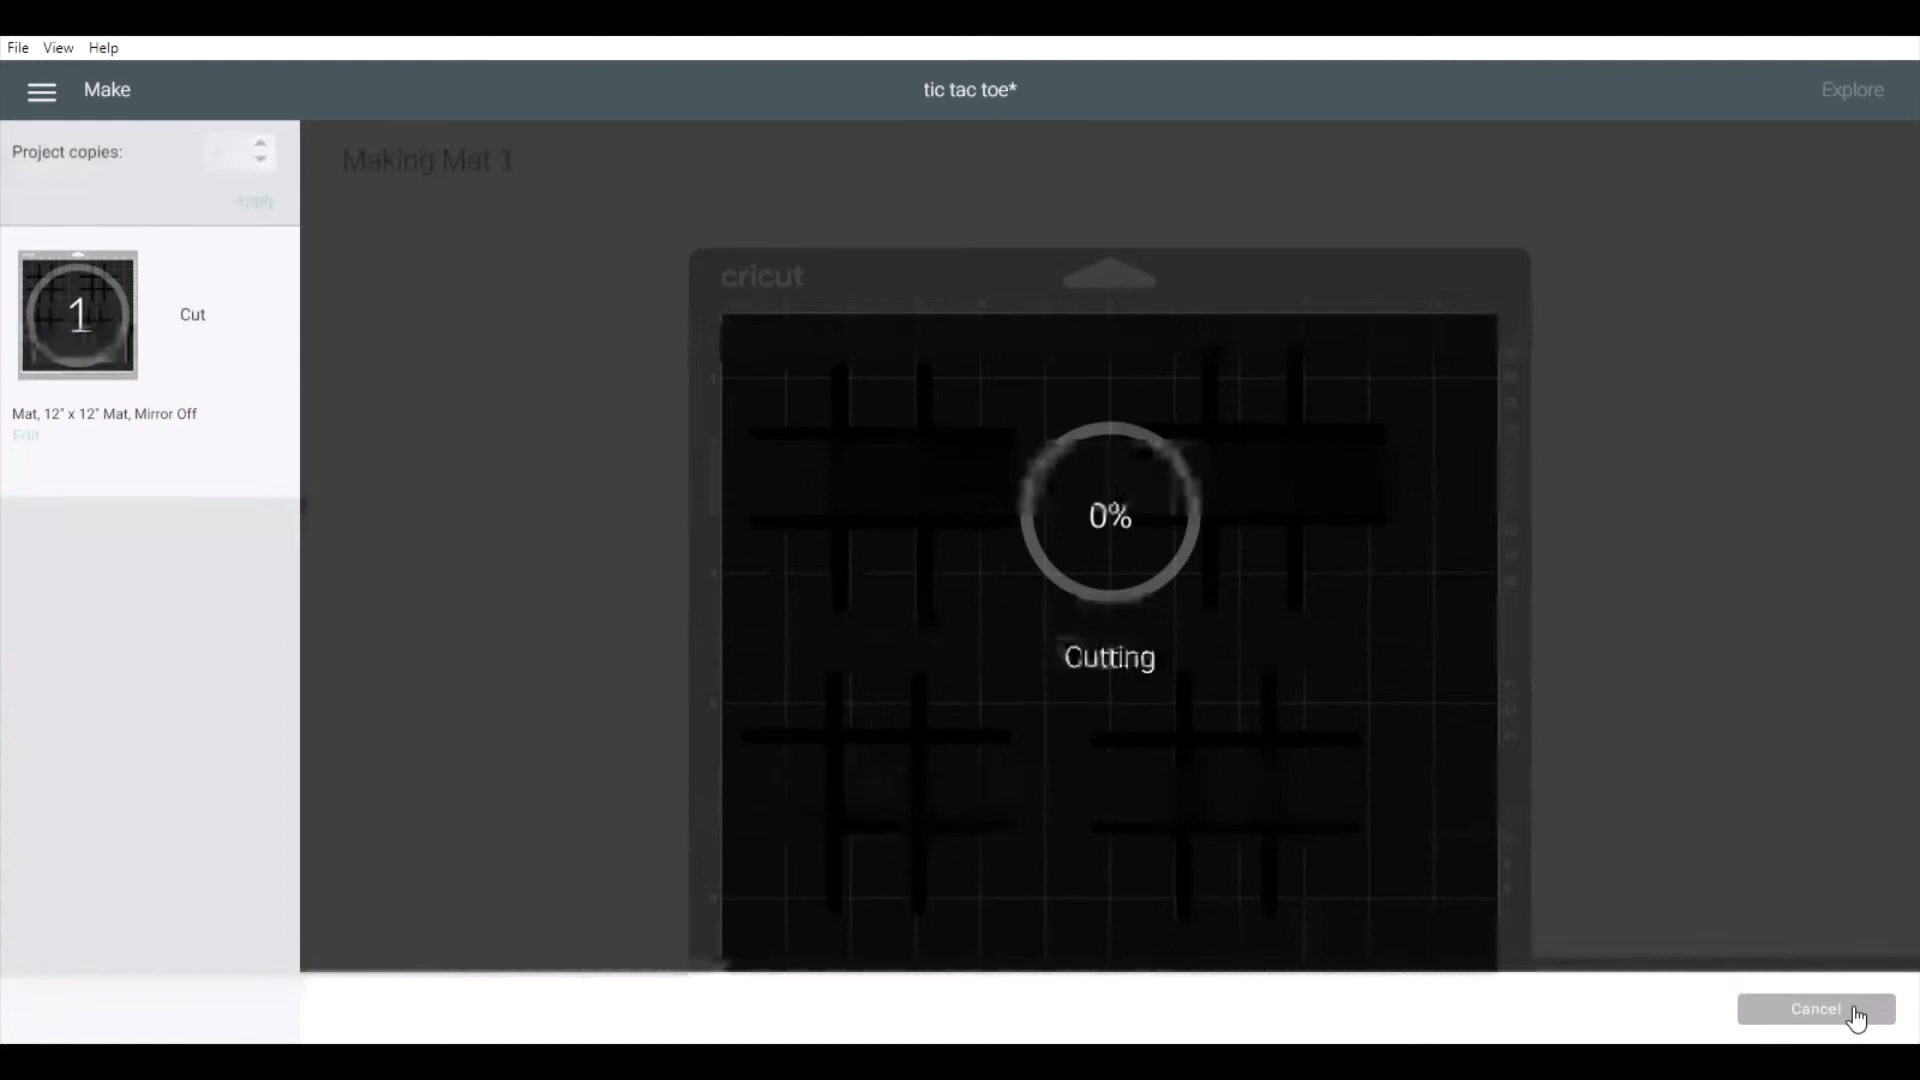 File View Help
Make
tic tac toe*
Explore
Project copies:
Apply
Making Mat 1
cricut
1
Cut
Mat, 12" x 12" Mat, Mirror Off
Edit
0%
Cutting
Cancel